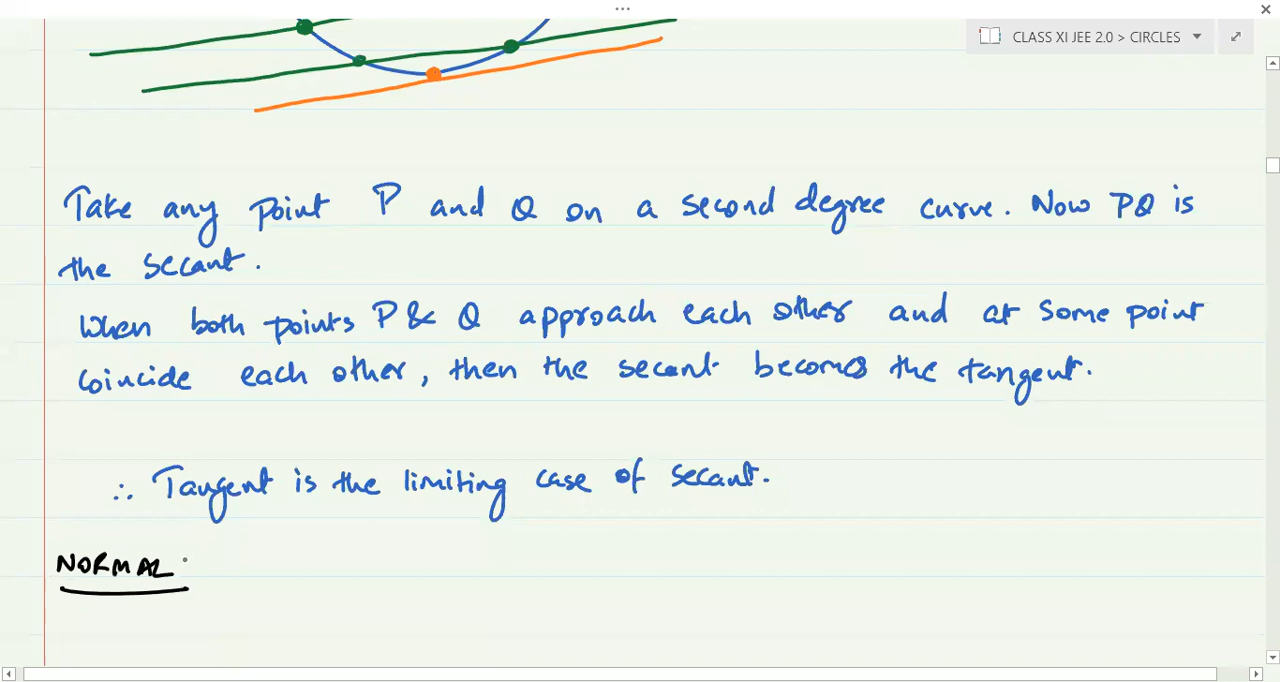 CLASS XI JEE 2.0 > CIRCLES
Take any point P and Q on a second degree curve. Now PQ is
the secant.
When both points P & Q approach each other and at some point
coincide each other, then the secant becomes the tangent.
∴ Tangent is the limiting case of secant.
NORMAL :